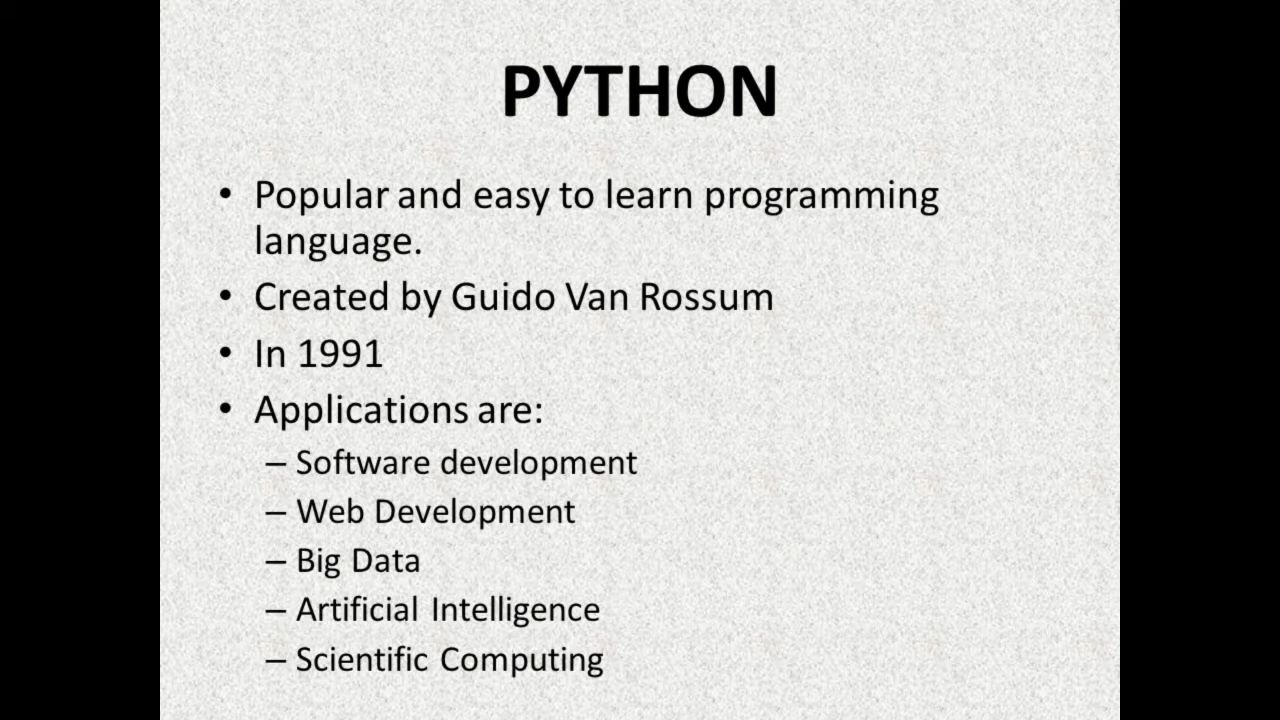 PYTHON
• Popular and easy to learn programming
language.
• Created by Guido Van Rossum
• In 1991
• Applications are:
– Software development
– Web Development
– Big Data
– Artificial Intelligence
– Scientific Computing